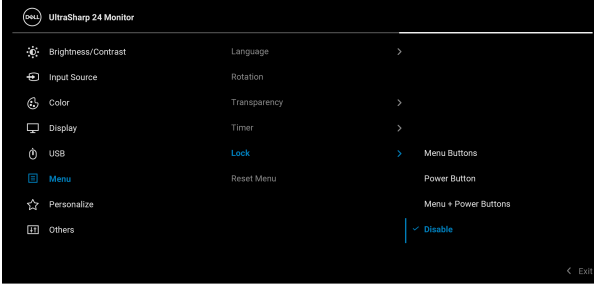 DELL UltraSharp 24 Monitor
Brightness/Contrast Language
Input Source Rotation
Color Transparency
Display Timer
USB Lock Menu Buttons
Menu Reset Menu Power Button
Personalize Menu + Power Buttons
Others Disable
Exit